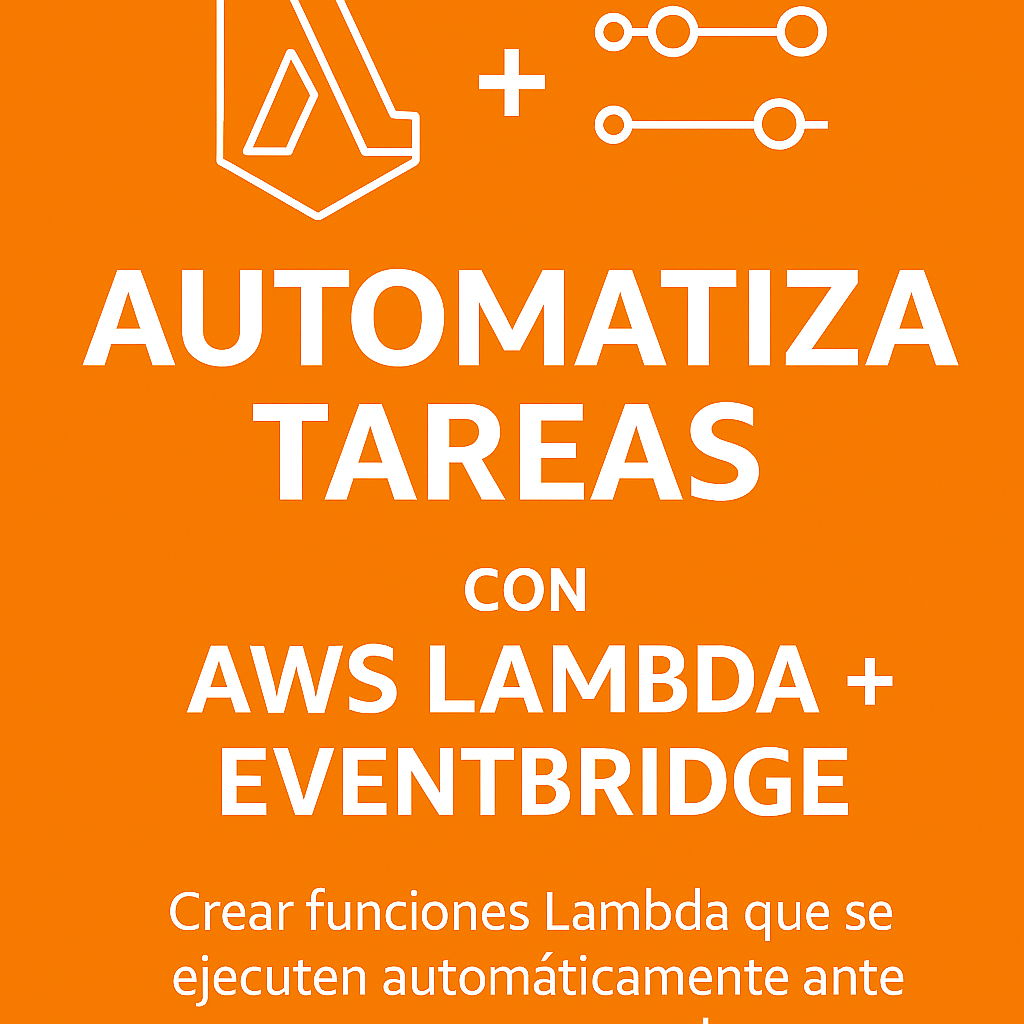 +
AUTOMATIZA
TAREAS
CON
AWS LAMBDA +
EVENTBRIDGE
Crear funciones Lambda que se
ejecuten automáticamente ante